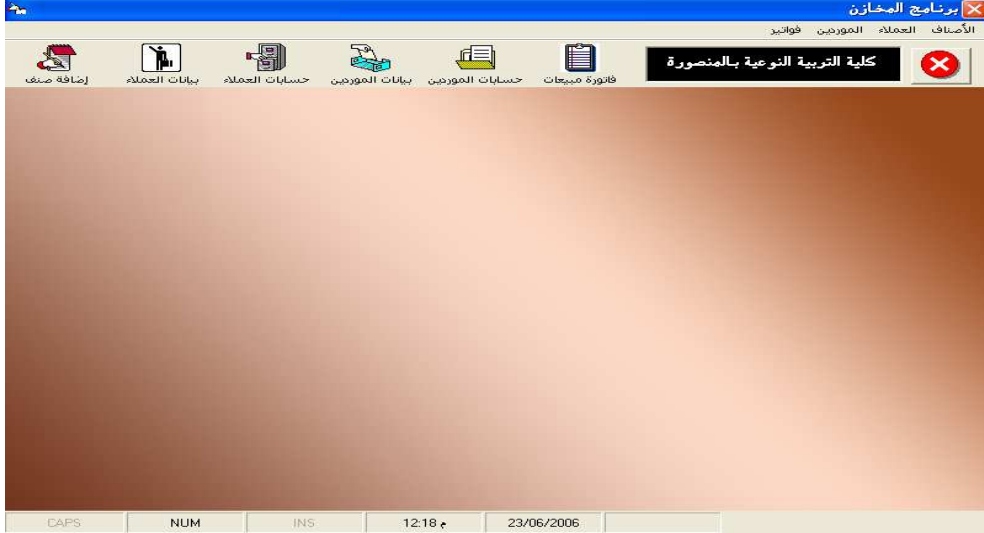 برنامج المخازن
الأصناف العملاء الموردين فواتير
كلية التربية النوعية بالمنصورة
فاتورة مبيعات
حسابات الموردين
بيانات الموردين
حسابات العملاء
بيانات العملاء
إضافة صنف
CAPS NUM INS 12:18 م 23/06/2006